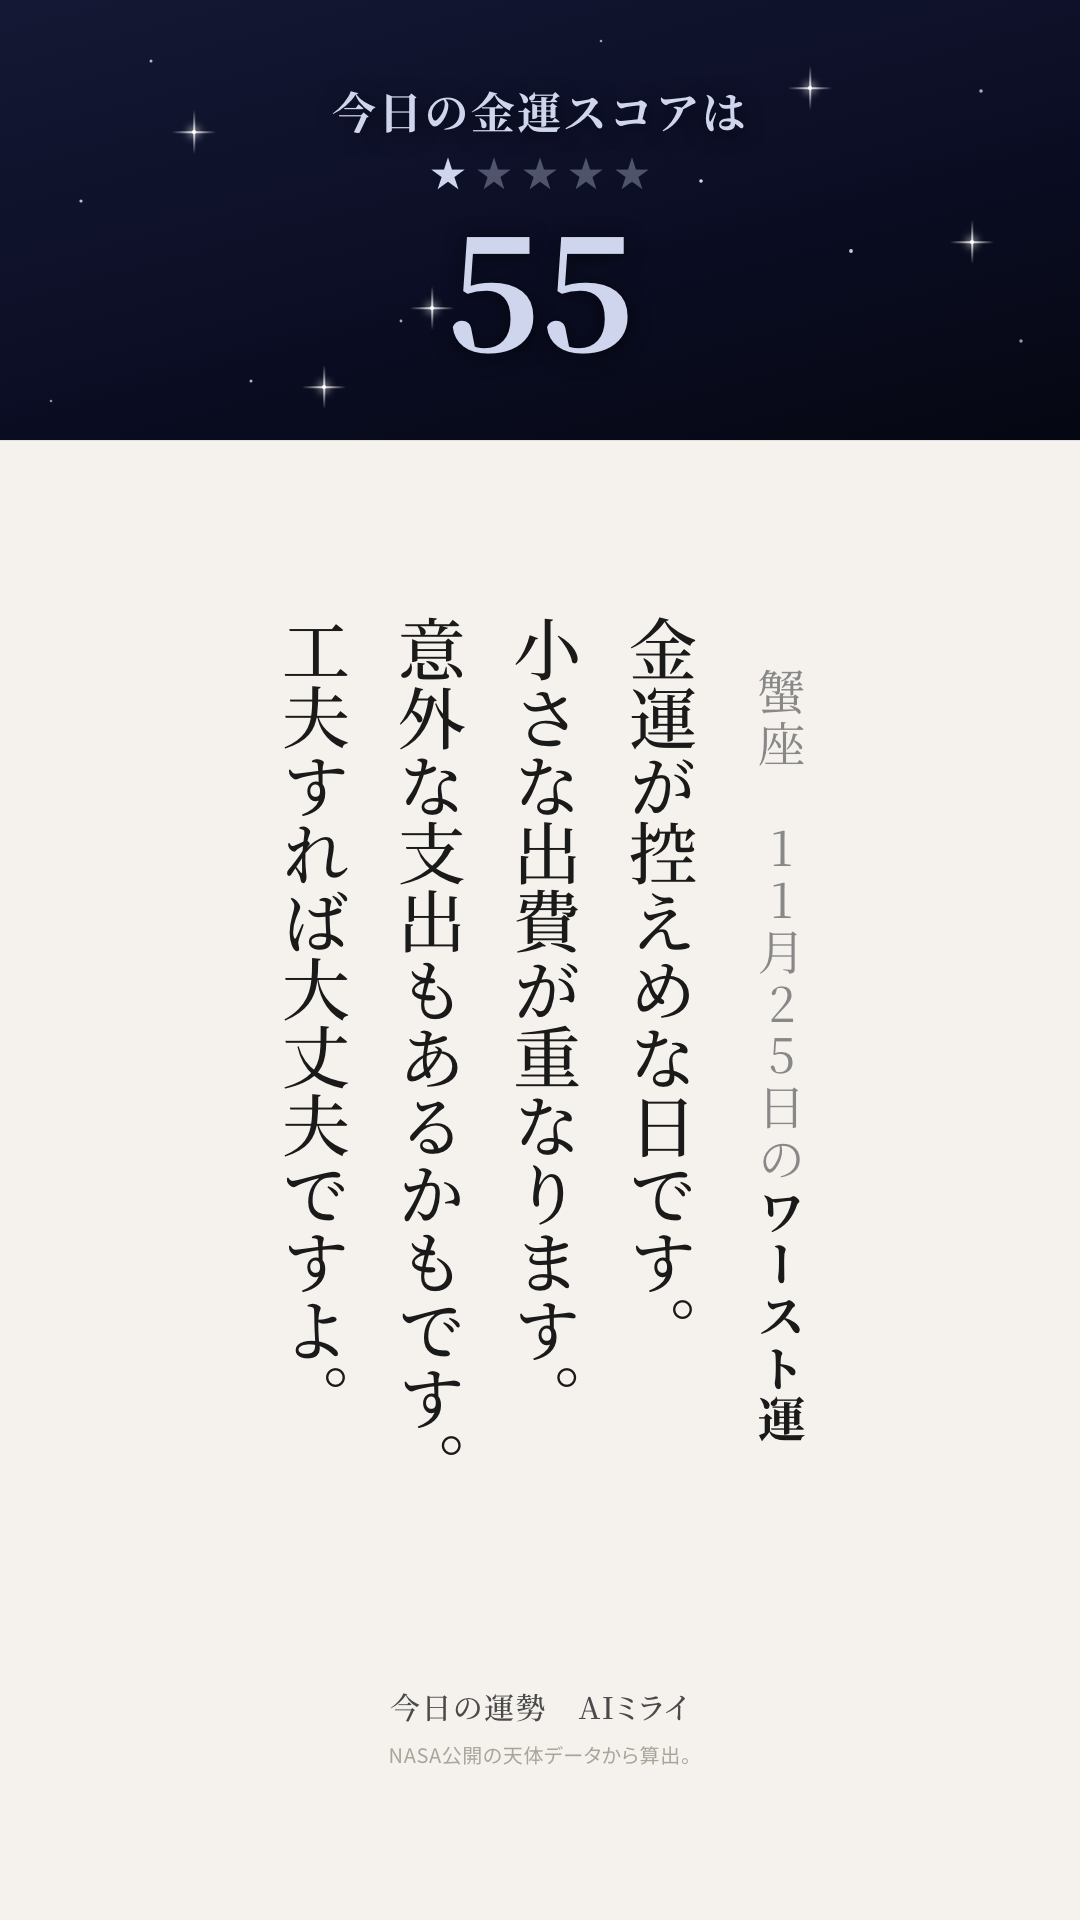 今日の金運スコアは
★★★★★
55
蟹座　11月25日のワースト運
金運が控えめな日です。
小さな出費が重なります。
意外な支出もあるかもです。
工夫すれば大丈夫ですよ。
今日の運勢　AIミライ
NASA公開の天体データから算出。